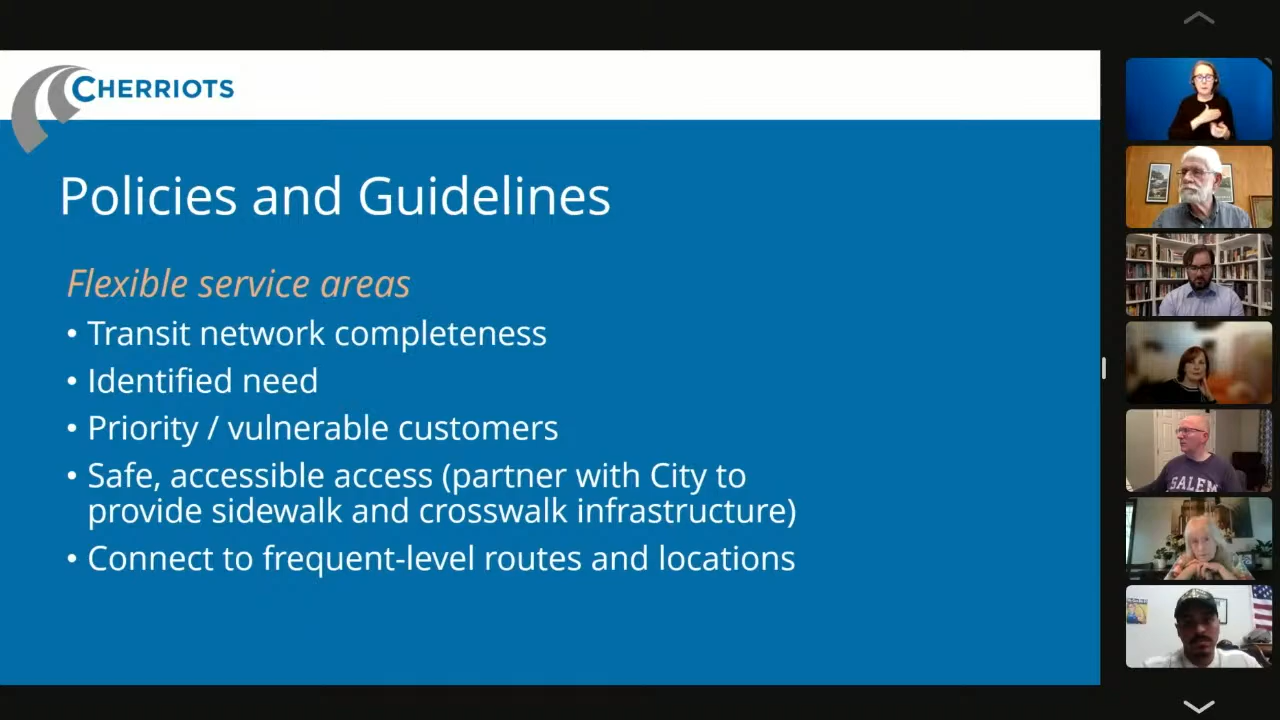 CHERRIOTS
Policies and Guidelines
Flexible service areas
• Transit network completeness
• Identified need
• Priority / vulnerable customers
• Safe, accessible access (partner with City to
provide sidewalk and crosswalk infrastructure)
• Connect to frequent-level routes and locations
SALEM